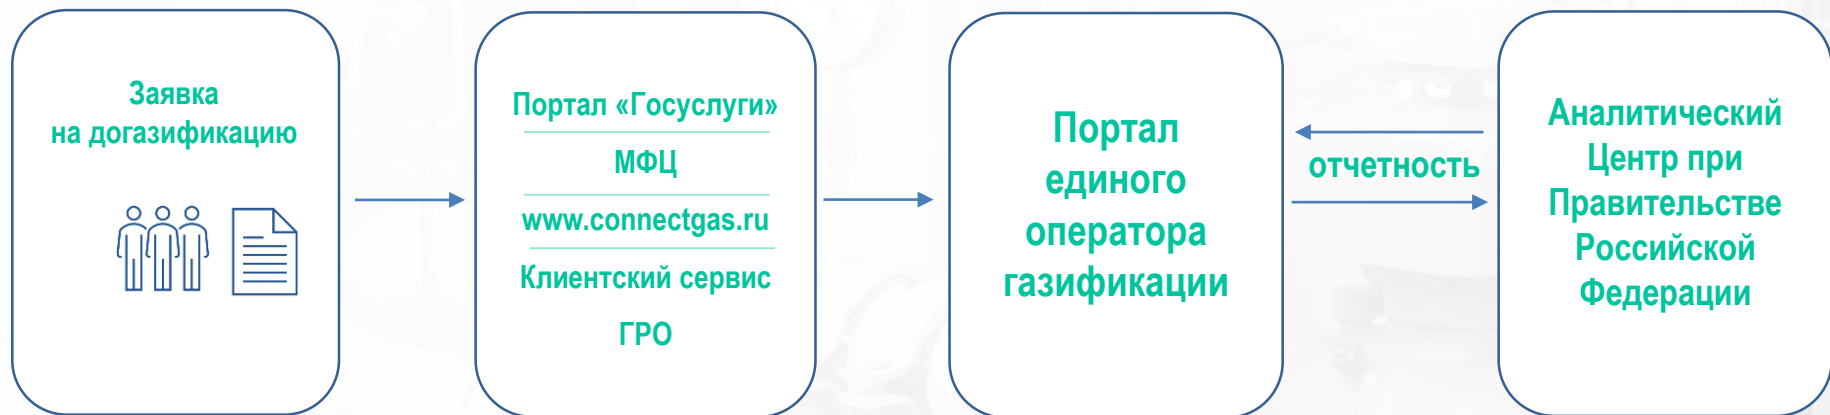 Заявка
на догазификацию
Портал «Госуслуги»
МФЦ
www.connectgas.ru
Клиентский сервис
ГРО
Портал
единого
оператора
газификации
отчетность
Аналитический
Центр при
Правительстве
Российской
Федерации